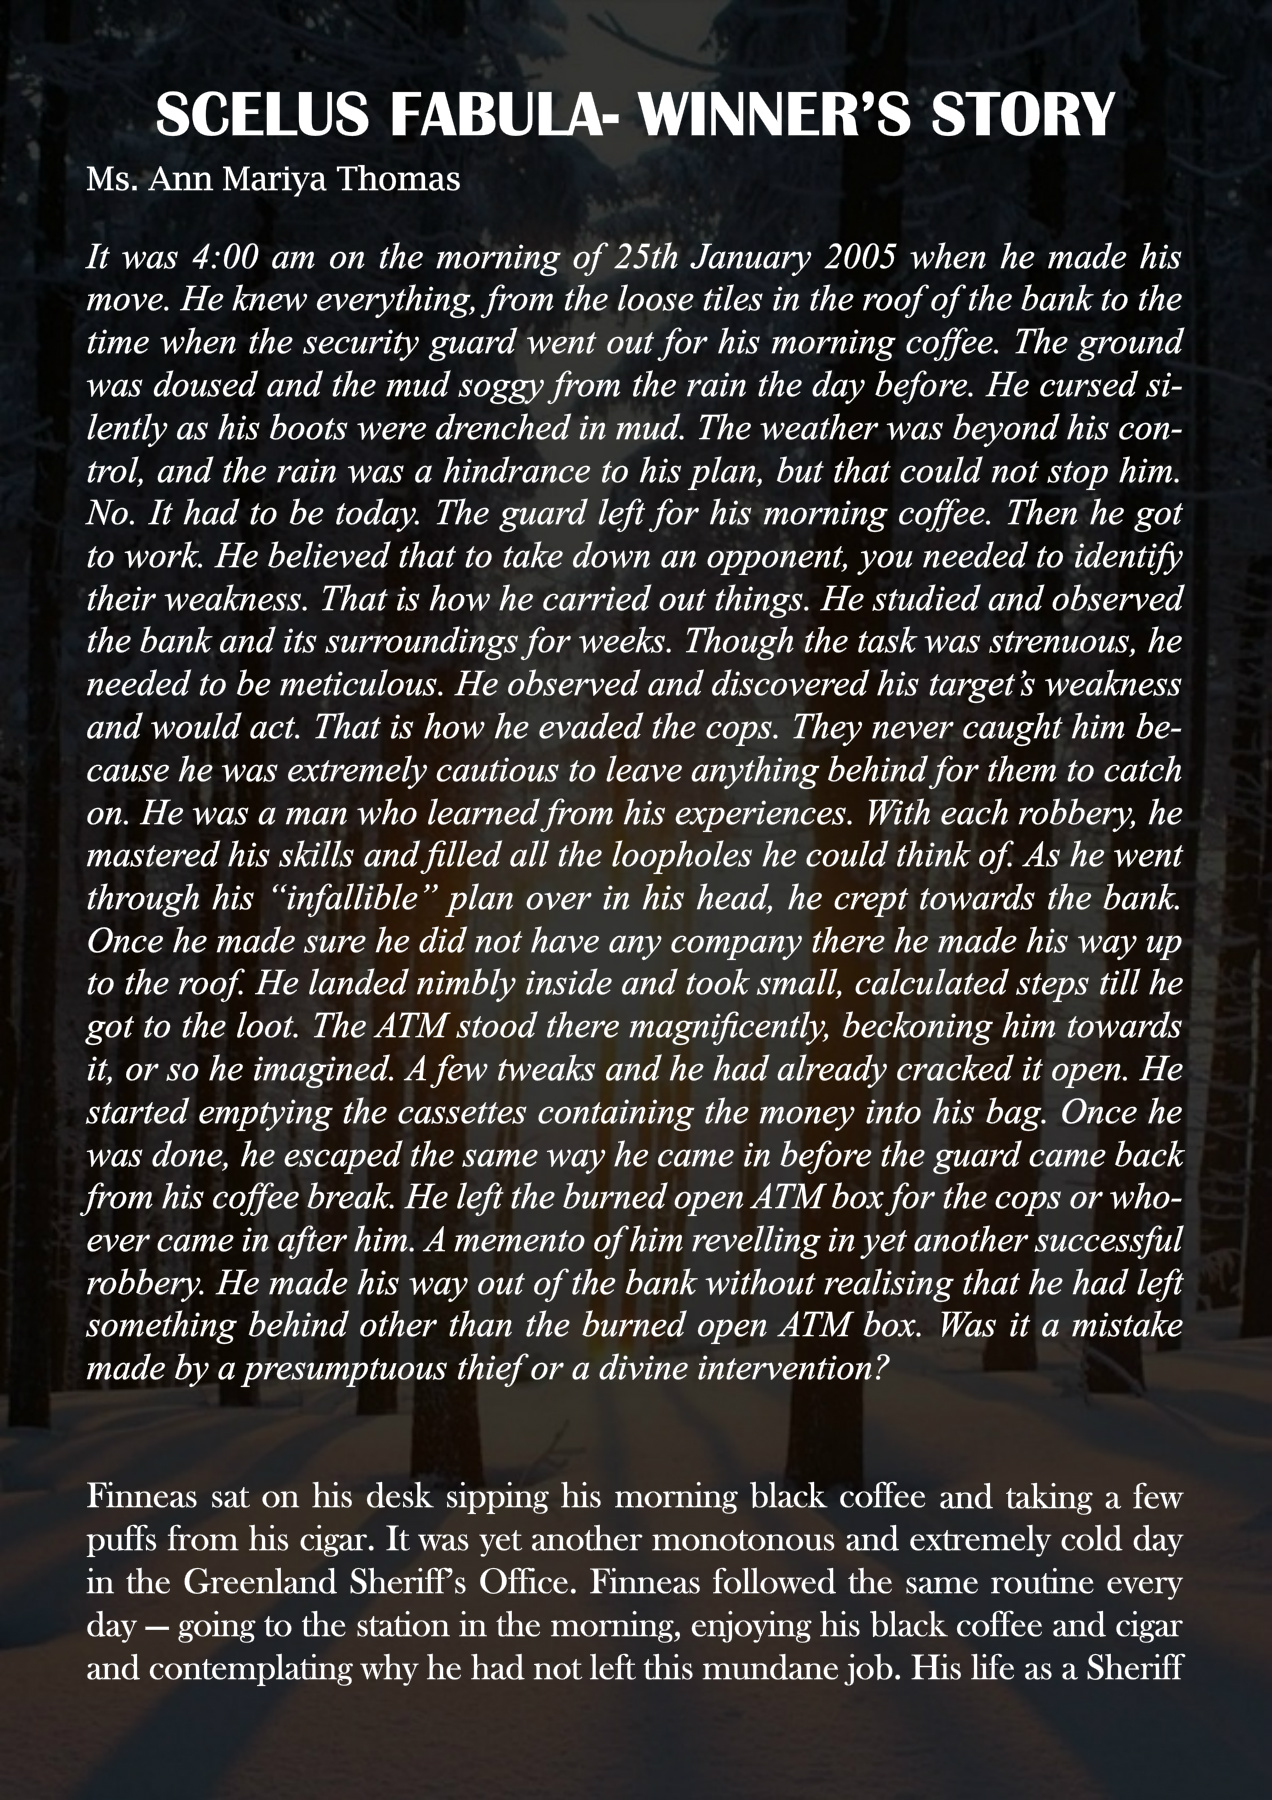 SCELUS FABULA- WINNER’S STORY
Ms. Ann Mariya Thomas
It was 4:00 am on the morning of 25th January 2005 when he made his
move. He knew everything, from the loose tiles in the roof of the bank to the
time when the security guard went out for his morning coffee. The ground
was doused and the mud soggy from the rain the day before. He cursed si-
lently as his boots were drenched in mud. The weather was beyond his con-
trol, and the rain was a hindrance to his plan, but that could not stop him.
No. It had to be today. The guard left for his morning coffee. Then he got
to work. He believed that to take down an opponent, you needed to identify
their weakness. That is how he carried out things. He studied and observed
the bank and its surroundings for weeks. Though the task was strenuous, he
needed to be meticulous. He observed and discovered his target’s weakness
and would act. That is how he evaded the cops. They never caught him be-
cause he was extremely cautious to leave anything behind for them to catch
on. He was a man who learned from his experiences. With each robbery, he
mastered his skills and filled all the loopholes he could think of. As he went
through his “infallible” plan over in his head, he crept towards the bank.
Once he made sure he did not have any company there he made his way up
to the roof. He landed nimbly inside and took small, calculated steps till he
got to the loot. The ATM stood there magnificently, beckoning him towards
it, or so he imagined. A few tweaks and he had already cracked it open. He
started emptying the cassettes containing the money into his bag. Once he
was done, he escaped the same way he came in before the guard came back
from his coffee break. He left the burned open ATM box for the cops or who-
ever came in after him. A memento of him revelling in yet another successful
robbery. He made his way out of the bank without realising that he had left
something behind other than the burned open ATM box. Was it a mistake
made by a presumptuous thief or a divine intervention?
Finneas sat on his desk sipping his morning black coffee and taking a few
puffs from his cigar. It was yet another monotonous and extremely cold day
in the Greenland Sheriff’s Office. Finneas followed the same routine every
day — going to the station in the morning, enjoying his black coffee and cigar
and contemplating why he had not left this mundane job. His life as a Sheriff